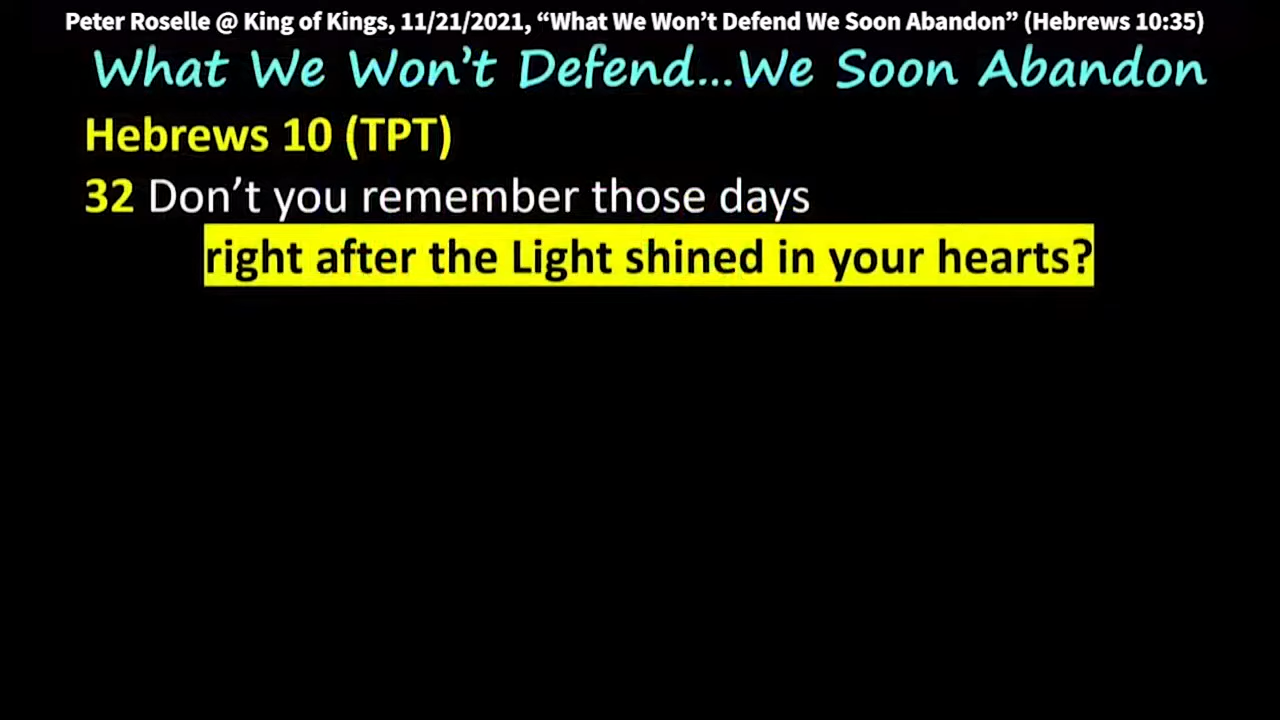 Peter Roselle @ King of Kings, 11/21/2021, “What We Won’t Defend We Soon Abandon” (Hebrews 10:35)
What We Won’t Defend...We Soon Abandon
Hebrews 10 (TPT)
32 Don’t you remember those days
right after the Light shined in your hearts?